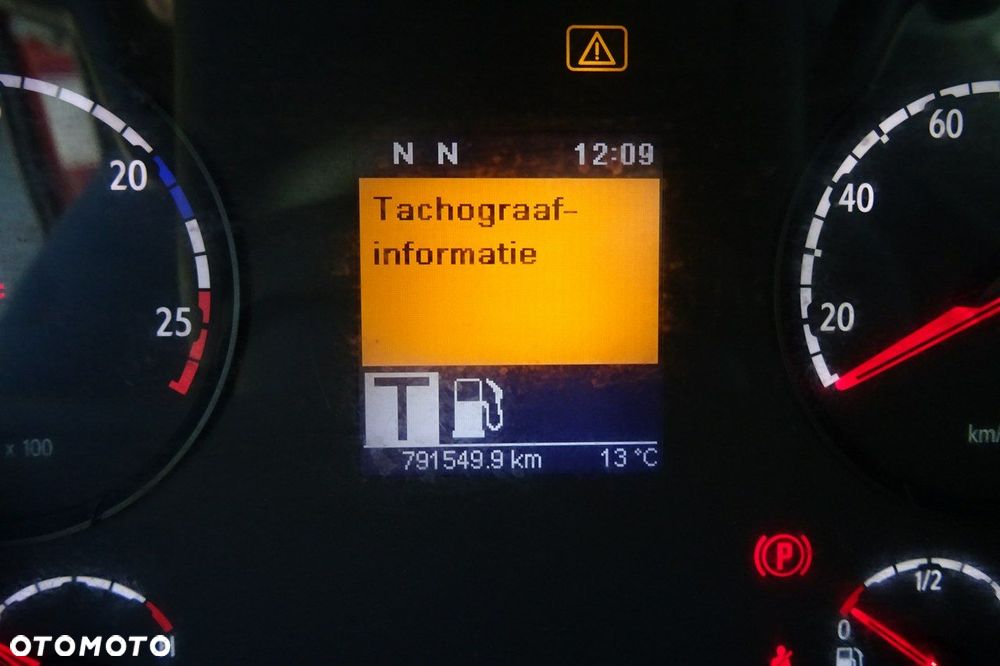 N N 12:09
Tachograaf-
informatie
T
791549.9 km 13 °C
20
25
x 100
60
40
20
km/
P
1/2
0
OTOMOTO